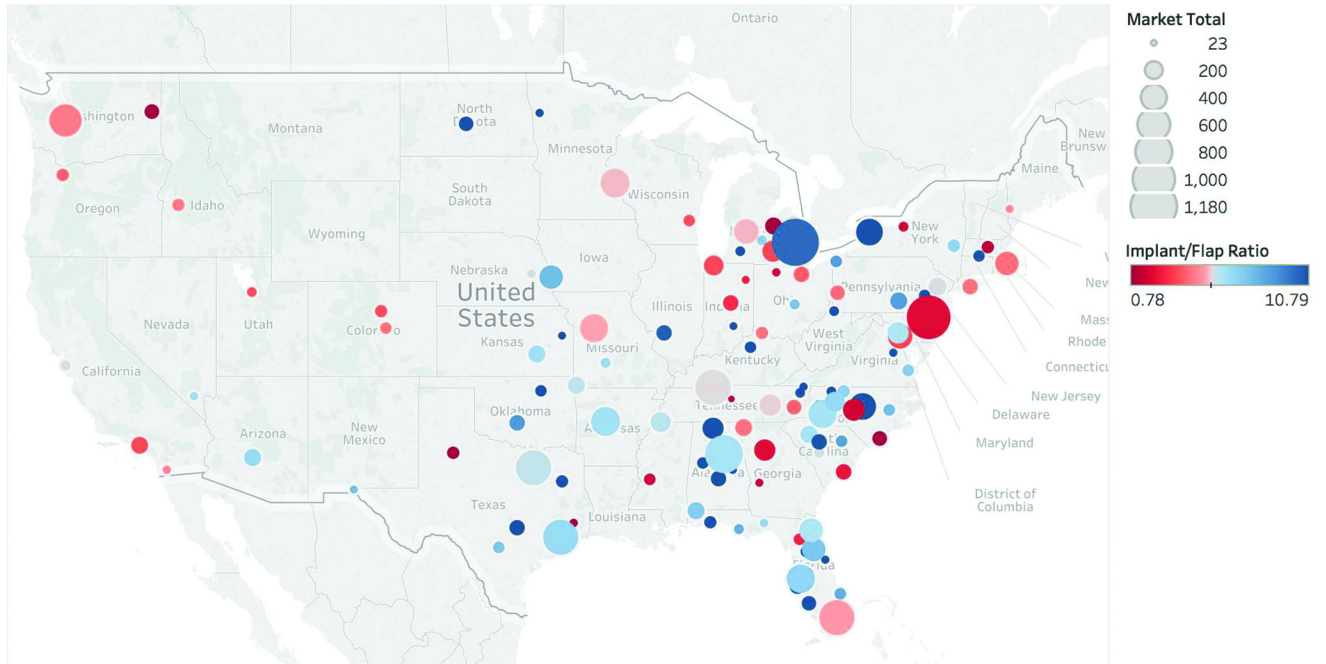 Ontario
Market Total
23
200
400
600
800
1,000
1,180
Implant/Flap Ratio
0.78
10.79
shington
Montana
North
Minnesota
New
Brunsw
Maine
Oregon
Idaho
South
Dakota
Wisconsin
Wyoming
New
York
Iowa
Nebraska
United
States
Illinois
Pennsylvania
Nevada
Utah
Kansas
Missouri
West
Virginia
Virginia
Kentucky
California
Tennessee
Arizona
New
Mexico
Oklahoma
Georgia
Texas
Louisiana
Mass
Rhode
Connecticu
New Jersey
Delaware
Maryland
District of
Columbia